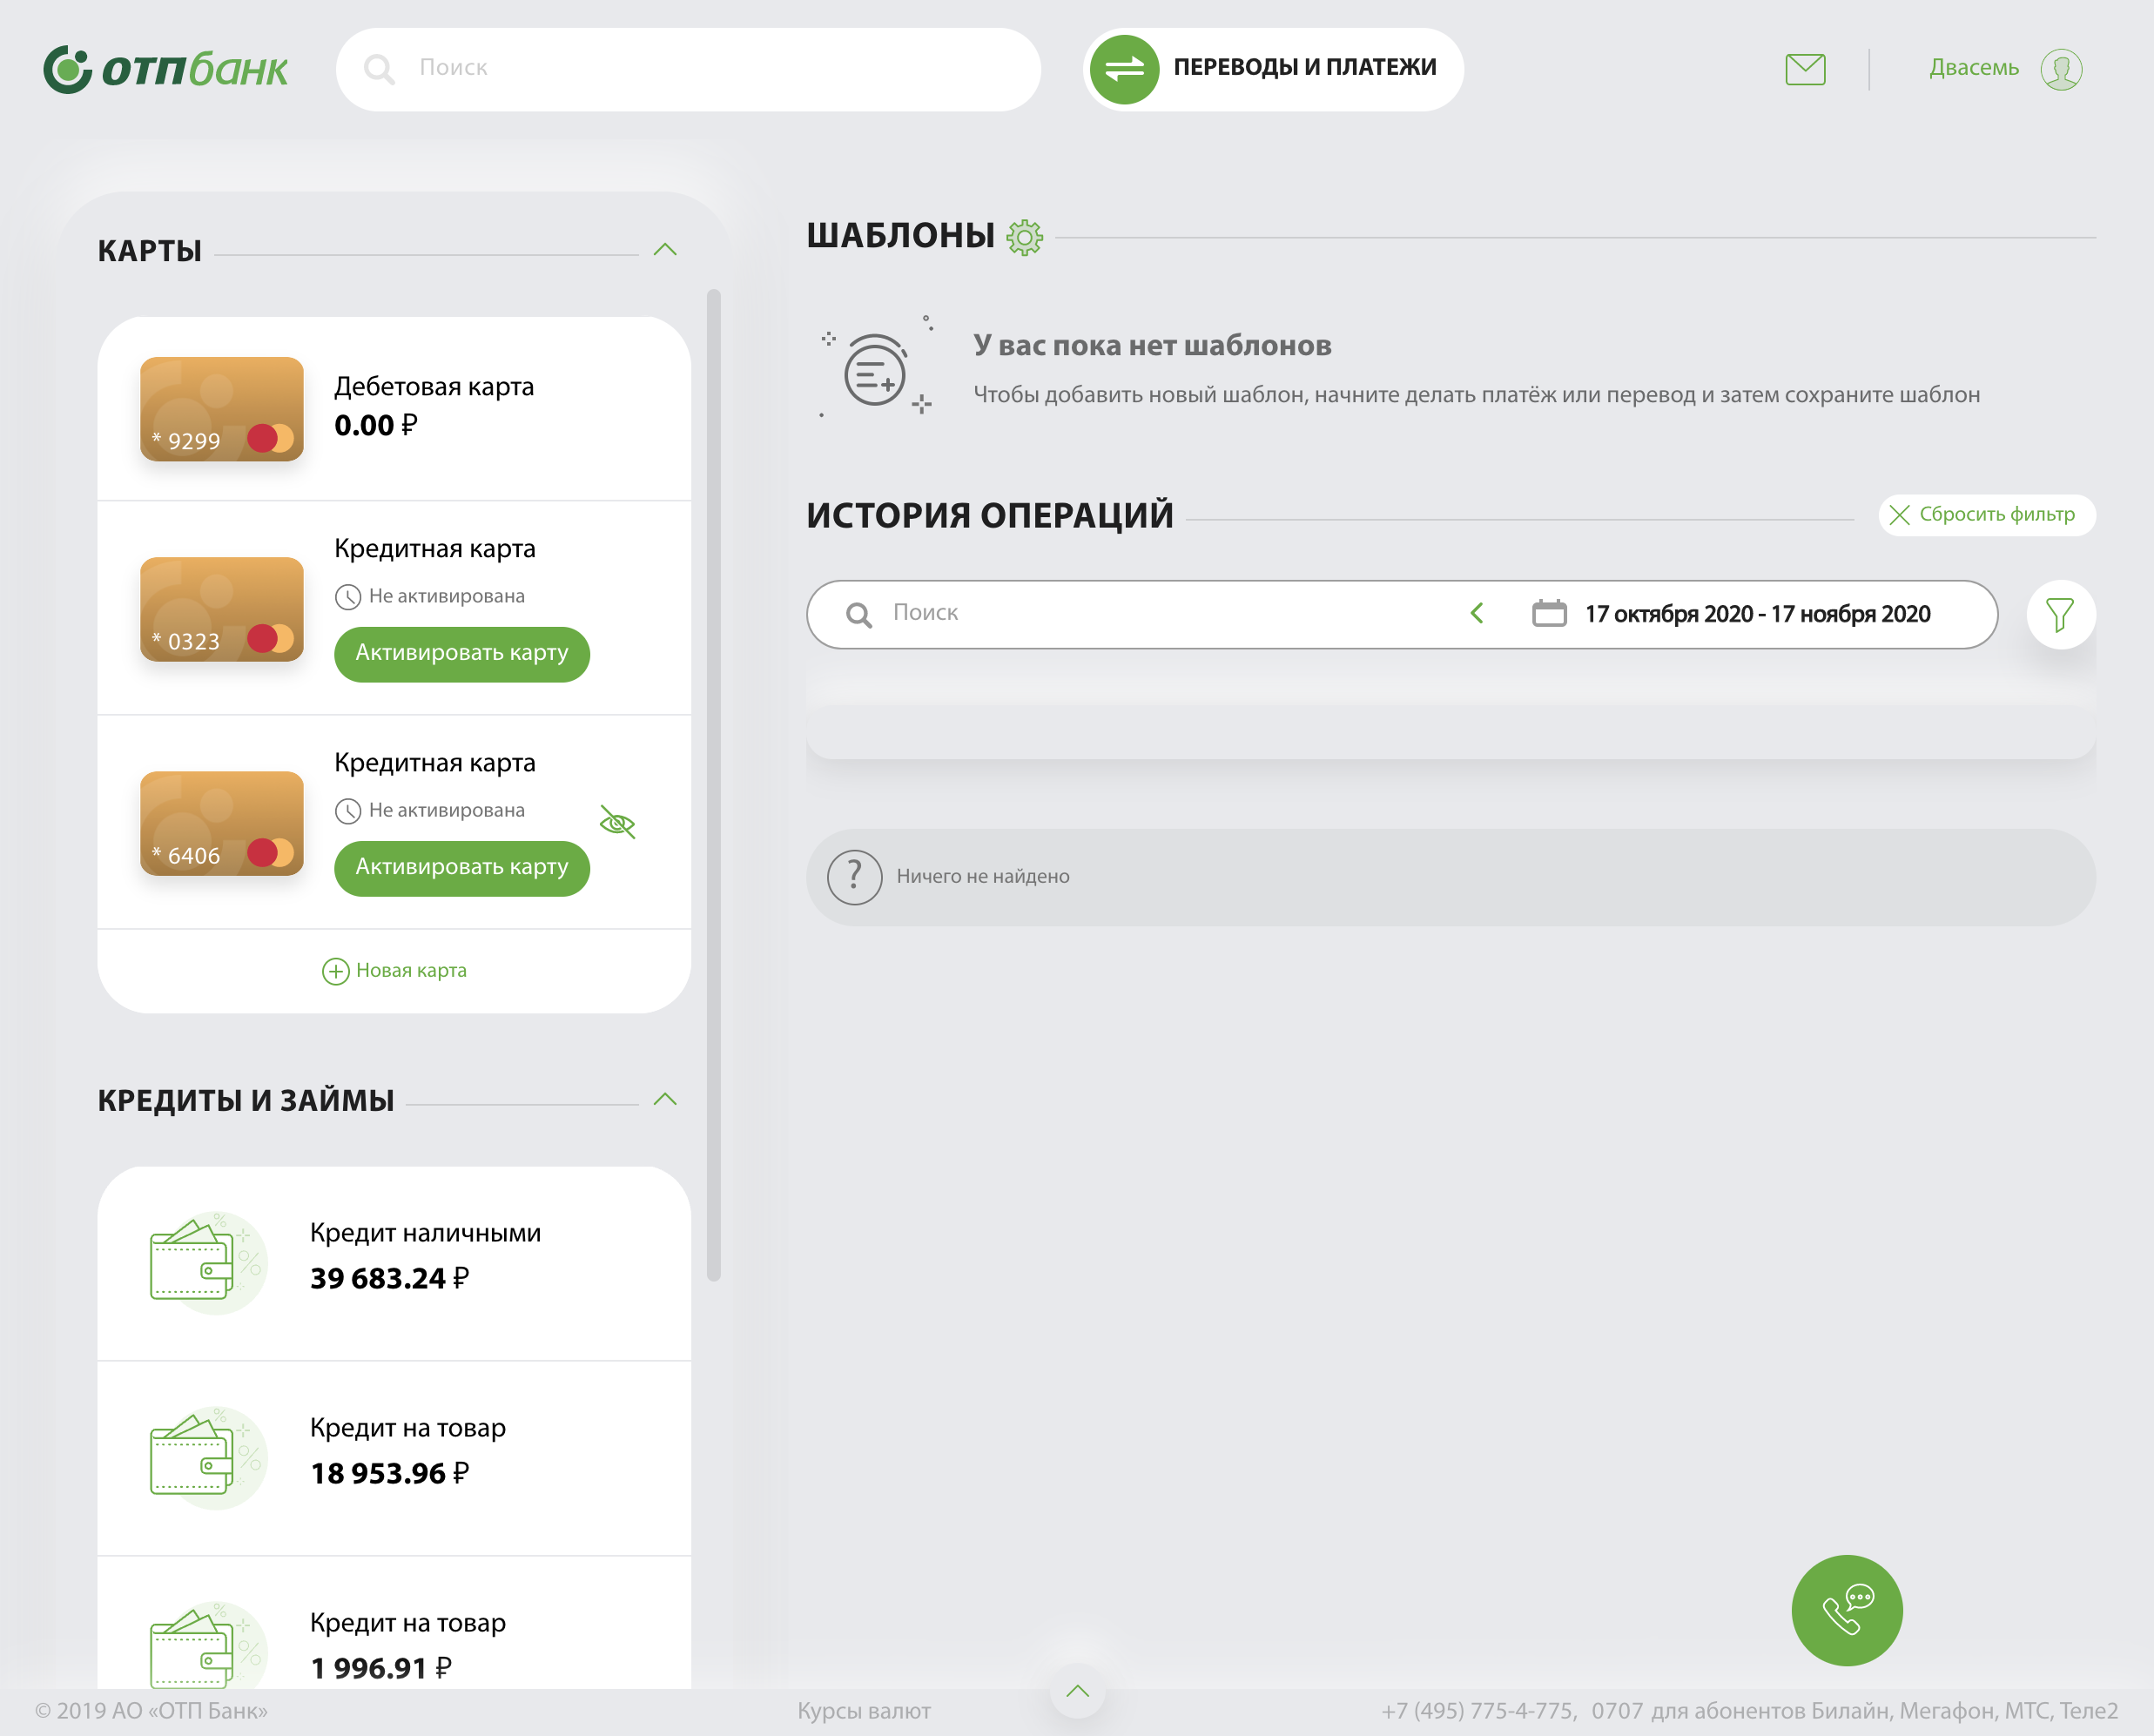 ОТПбанк
Поиск
ПЕРЕВОДЫ И ПЛАТЕЖИ
Двасемь
КАРТЫ
* 9299
Дебетовая карта
0.00 ₽
* 0323
Кредитная карта
Не активирована
Активировать карту
* 6406
Кредитная карта
Не активирована
Активировать карту
Новая карта
КРЕДИТЫ И ЗАЙМЫ
Кредит наличными
39 683.24 ₽
Кредит на товар
18 953.96 ₽
Кредит на товар
1 996.91 ₽
ШАБЛОНЫ
У вас пока нет шаблонов
Чтобы добавить новый шаблон, начните делать платёж или перевод и затем сохраните шаблон
ИСТОРИЯ ОПЕРАЦИЙ
Сбросить фильтр
Поиск
17 октября 2020 - 17 ноября 2020
?
Ничего не найдено
© 2019 АО «ОТП Банк»
Курсы валют
+7 (495) 775-4-775, 0707 для абонентов Билайн, Мегафон, МТС, Теле2